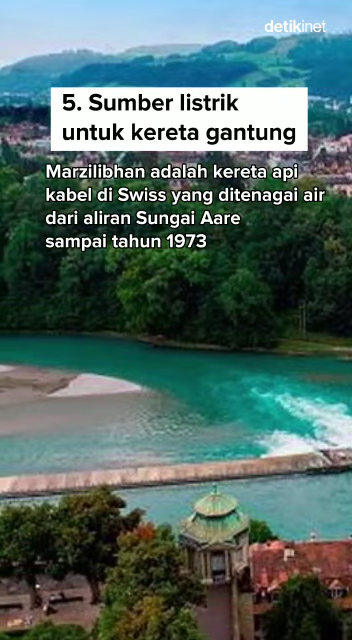 detikinet
5. Sumber listrik
untuk kereta gantung
Marzilibhan adalah kereta api
kabel di Swiss yang ditenagai air
dari aliran Sungai Aare
sampai tahun 1973